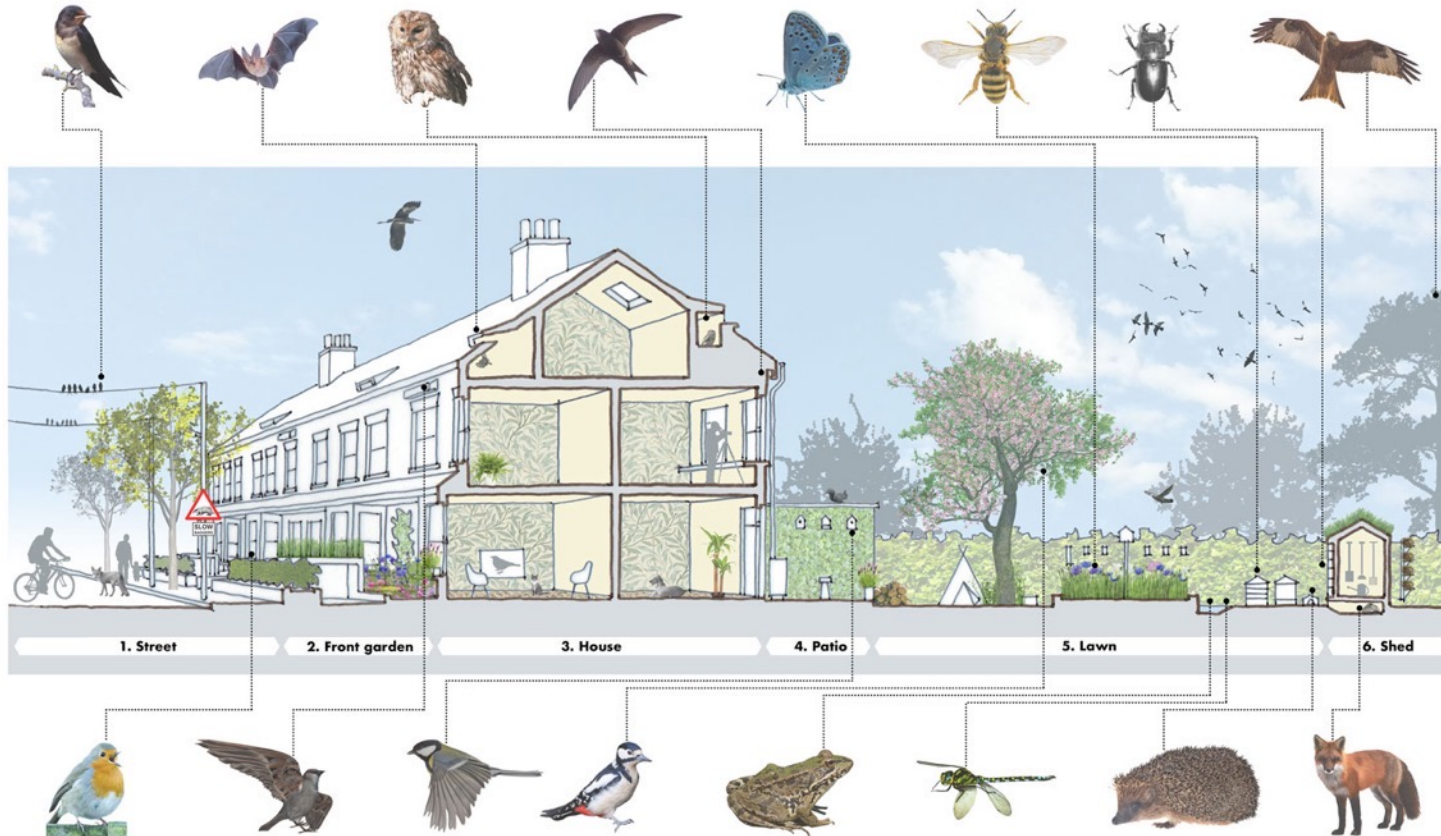 SLOW
1. Street
2. Front garden
3. House
4. Patio
5. Lawn
6. Shed